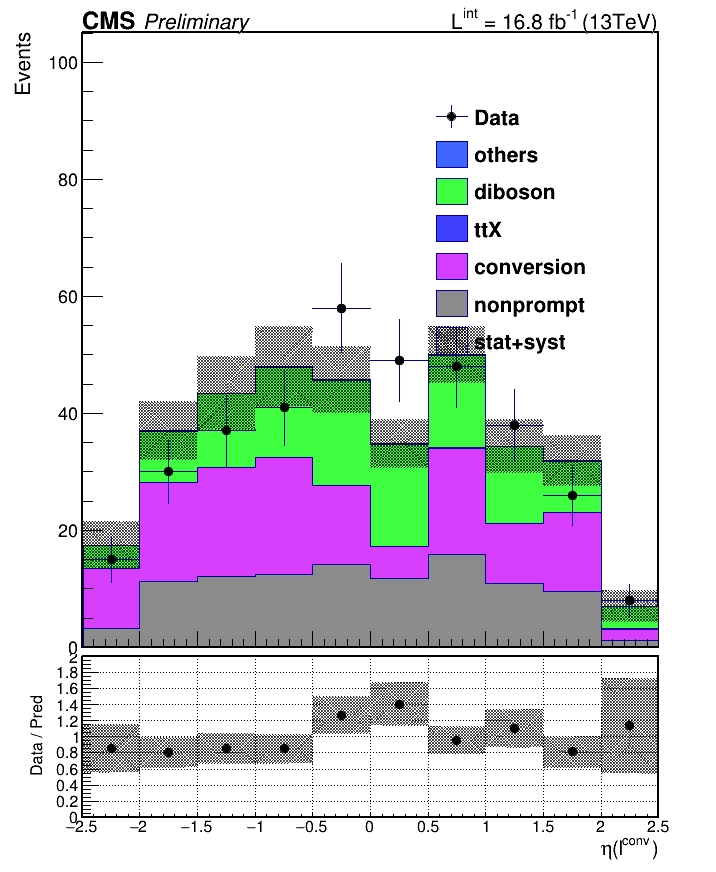 CMS Preliminary L^int = 16.8 fb^-1 (13TeV)
Events
100
80
60
40
20
0
Data
others
diboson
ttX
conversion
nonprompt
stat+syst
Data / Pred
2
1.8
1.6
1.4
1.2
1
0.8
0.6
0.4
0.2
0
−2.5 −2 −1.5 −1 −0.5 0 0.5 1 1.5 2 2.5
η(l^conv)